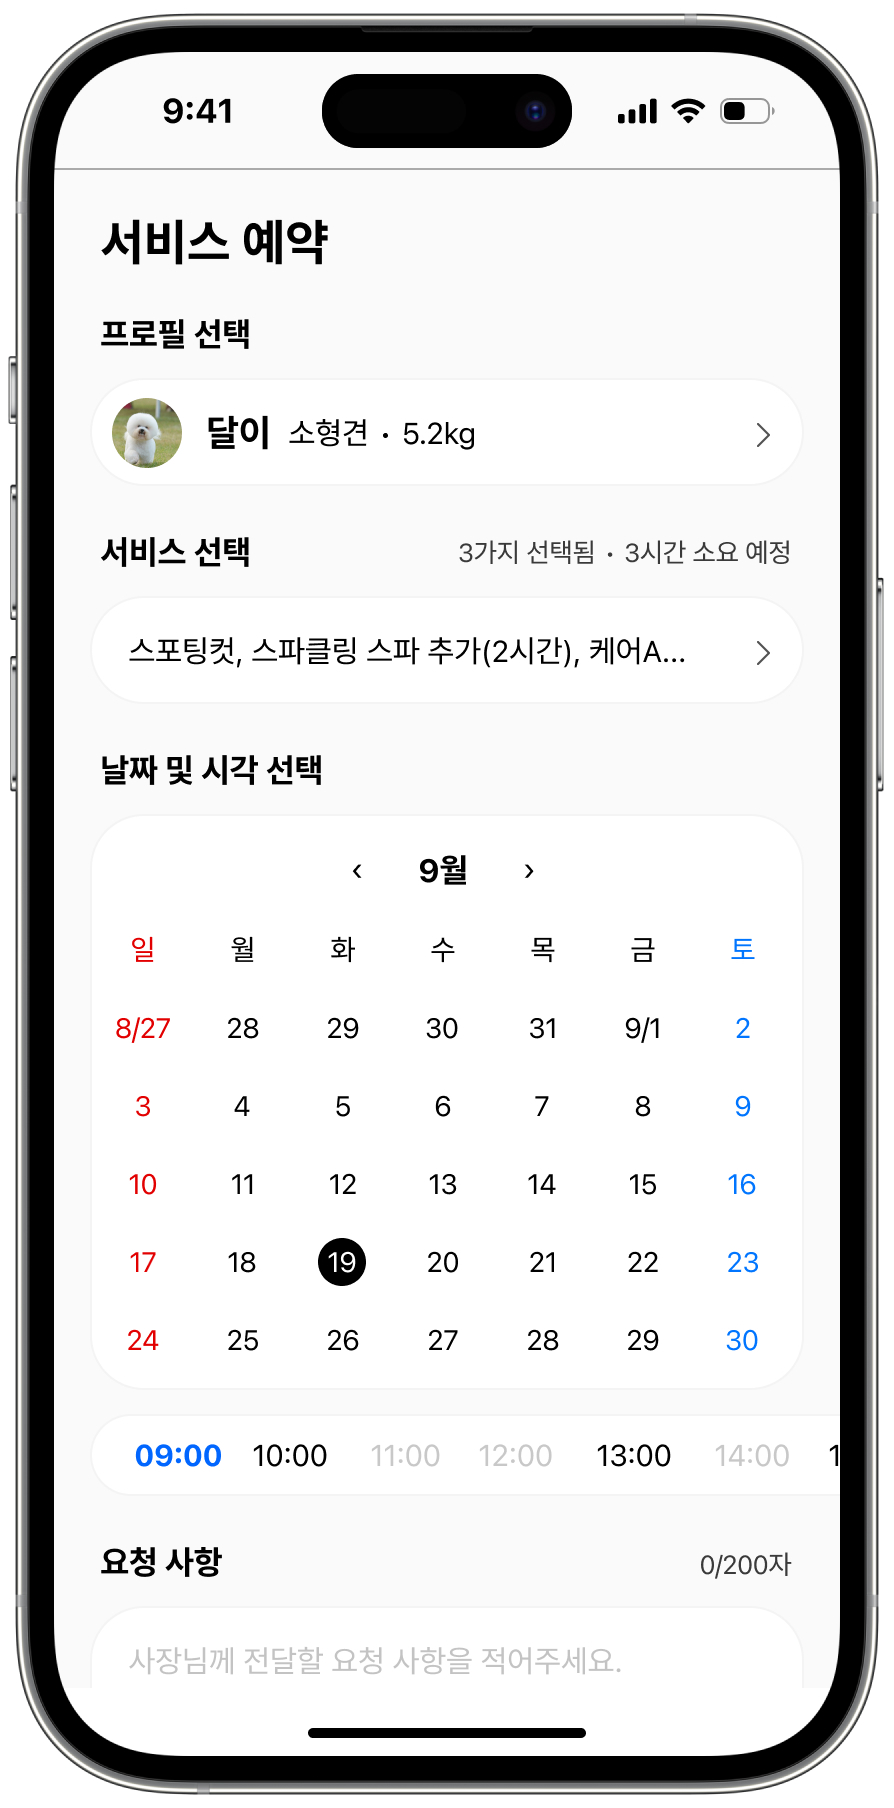 9:41
서비스 예약
프로필 선택
달이 소형견 • 5.2kg
서비스 선택 3가지 선택됨 • 3시간 소요 예정
스포팅컷, 스파클링 스파 추가(2시간), 케어A...
날짜 및 시각 선택
‹ 9월 ›
일 월 화 수 목 금 토
8/27 28 29 30 31 9/1 2
3 4 5 6 7 8 9
10 11 12 13 14 15 16
17 18 19 20 21 22 23
24 25 26 27 28 29 30
09:00 10:00 11:00 12:00 13:00 14:00 1
요청 사항 0/200자
사장님께 전달할 요청 사항을 적어주세요.